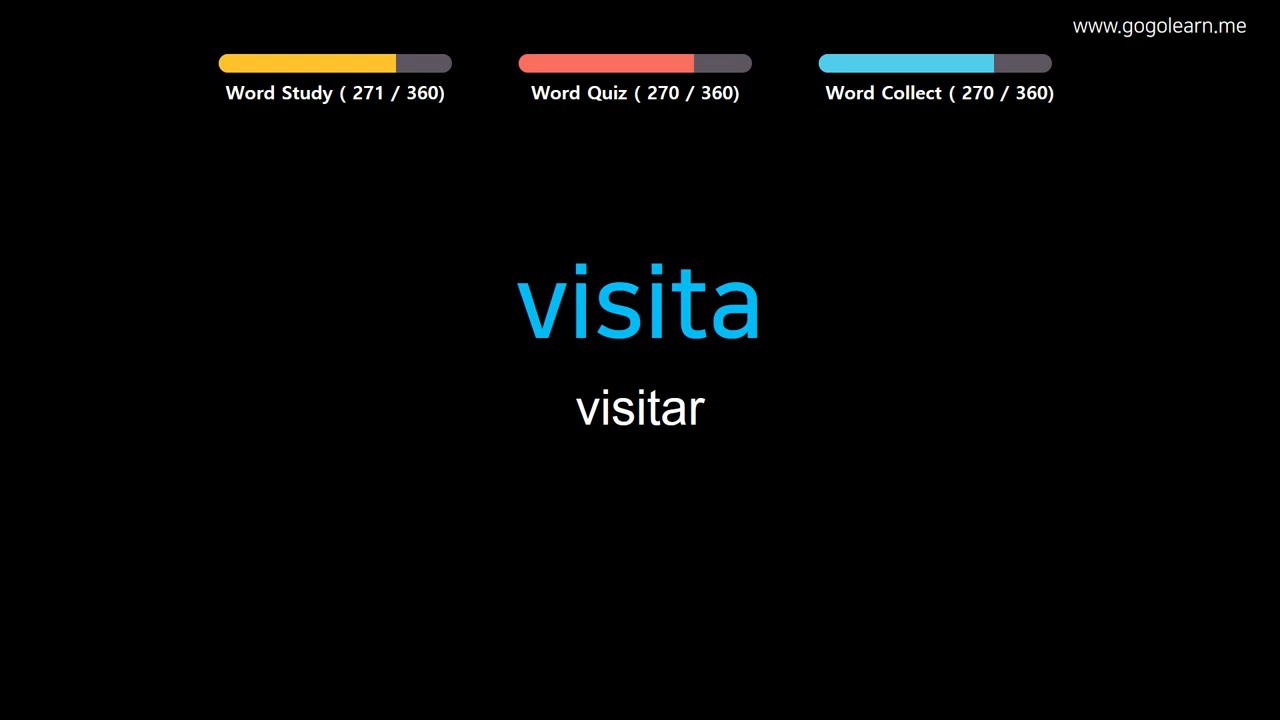 www.gogolearn.me
Word Study ( 271 / 360)
Word Quiz ( 270 / 360)
Word Collect ( 270 / 360)
visita
visitar